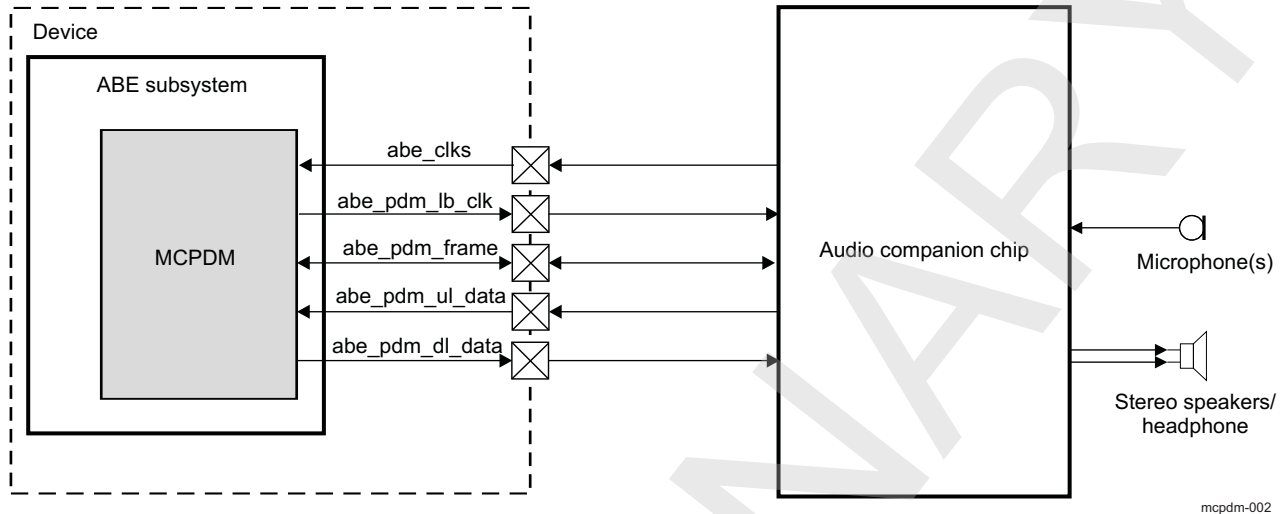 Device
ABE subsystem
MCPDM
abe_clks
abe_pdm_lb_clk
abe_pdm_frame
abe_pdm_ul_data
abe_pdm_dl_data
Audio companion chip
Microphone(s)
Stereo speakers/
headphone
mcpdm-002
NARY